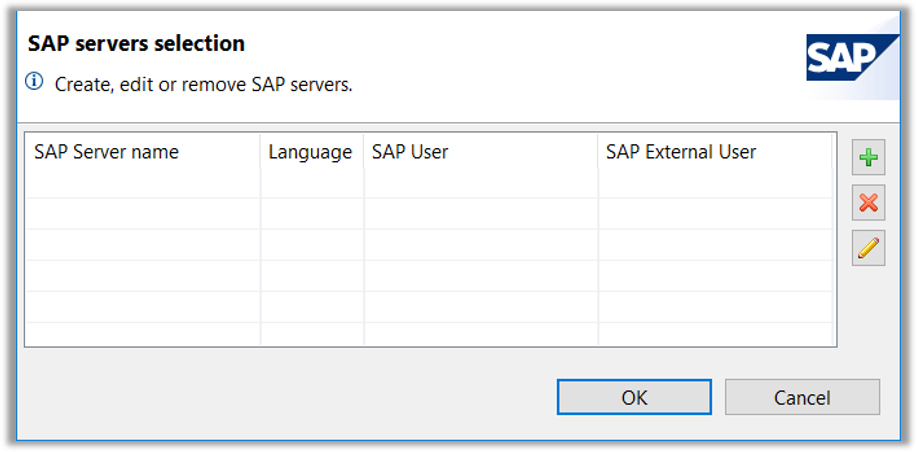 SAP servers selection
SAP
Create, edit or remove SAP servers.
SAP Server name Language SAP User SAP External User
OK Cancel